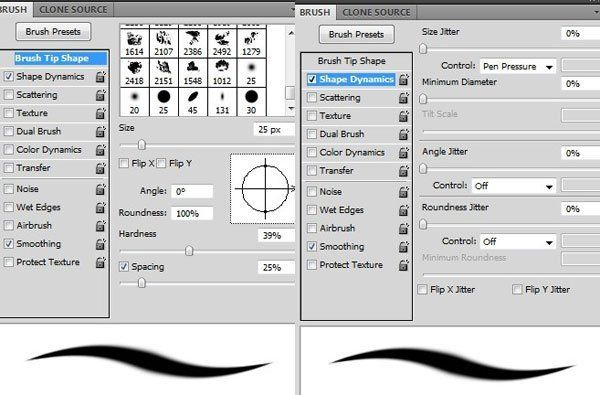 BRUSH CLONE SOURCE
Brush Presets
Brush Tip Shape
Shape Dynamics
Scattering
Texture
Dual Brush
Color Dynamics
Transfer
Noise
Wet Edges
Airbrush
Smoothing
Protect Texture
1614 2107 2386 4492 1279
2418 2151 1548 1012 25
20 25 45 131 30
Size 25 px
Flip X Flip Y
Angle: 0°
Roundness: 100%
Hardness 39%
Spacing 25%
BRUSH CLONE SOURCE
Brush Presets
Brush Tip Shape
Shape Dynamics
Scattering
Texture
Dual Brush
Color Dynamics
Transfer
Noise
Wet Edges
Airbrush
Smoothing
Protect Texture
Size Jitter 0%
Control: Pen Pressure
Minimum Diameter 0%
Tilt Scale
Angle Jitter 0%
Control: Off
Roundness Jitter 0%
Control: Off
Minimum Roundness
Flip X Jitter Flip Y Jitter